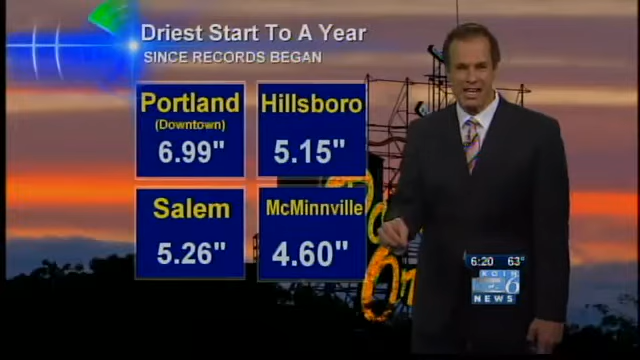 Driest Start To A Year
SINCE RECORDS BEGAN
Portland
(Downtown)
6.99"
Hillsboro
5.15"
Salem
5.26"
McMinnville
4.60"
6:20 63°
KOIN
6
NEWS